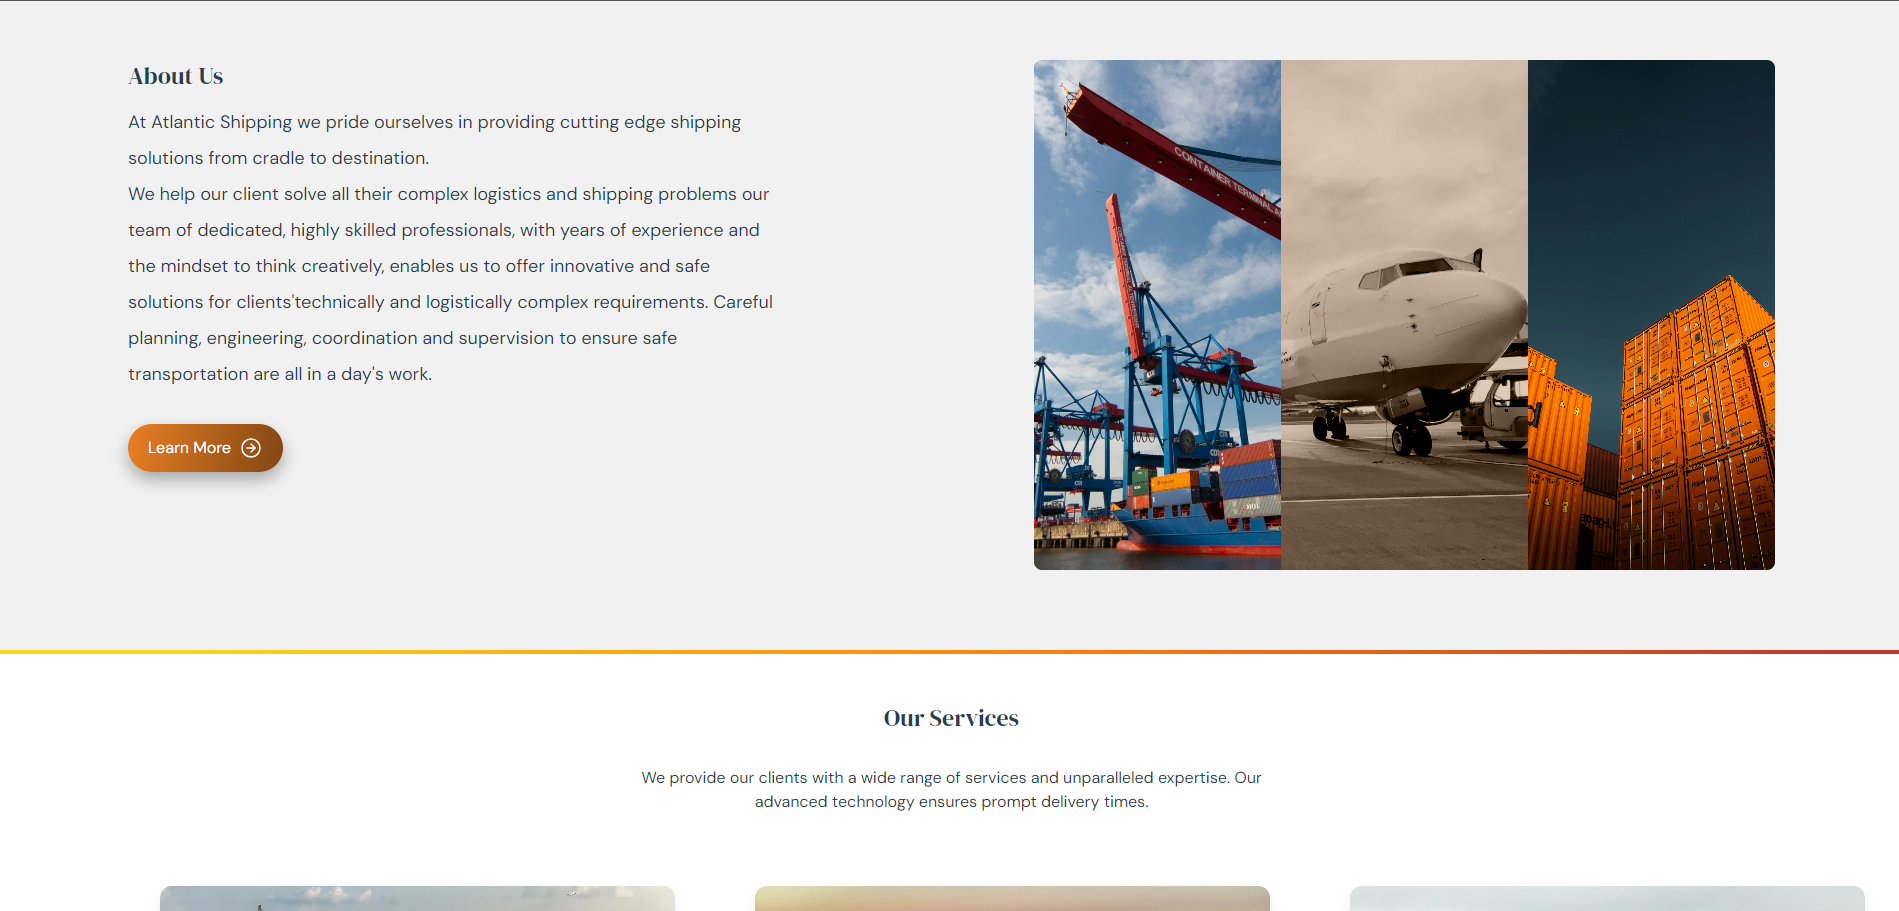 About Us
At Atlantic Shipping we pride ourselves in providing cutting edge shipping
solutions from cradle to destination.
We help our client solve all their complex logistics and shipping problems our
team of dedicated, highly skilled professionals, with years of experience and
the mindset to think creatively, enables us to offer innovative and safe
solutions for clients'technically and logistically complex requirements. Careful
planning, engineering, coordination and supervision to ensure safe
transportation are all in a day's work.
Learn More
CONTAINER TERMINAL A
MOL
Our Services
We provide our clients with a wide range of services and unparalleled expertise. Our
advanced technology ensures prompt delivery times.